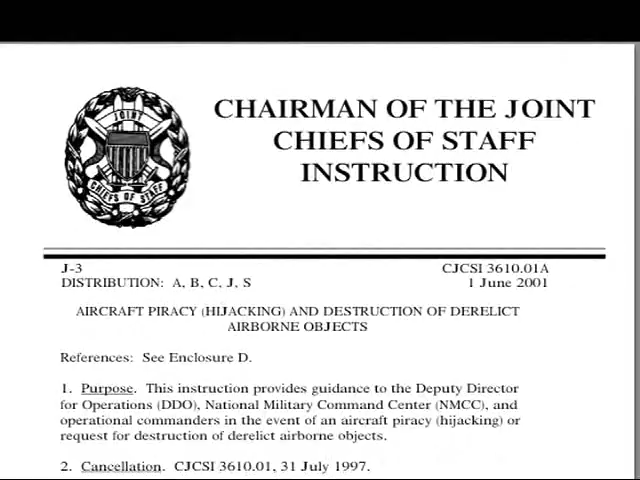 CHAIRMAN OF THE JOINT
CHIEFS OF STAFF
INSTRUCTION
JOINT
CHIEFS OF STAFF
J-3
CJCSI 3610.01A
DISTRIBUTION: A, B, C, J, S
1 June 2001
AIRCRAFT PIRACY (HIJACKING) AND DESTRUCTION OF DERELICT
AIRBORNE OBJECTS
References: See Enclosure D.
1. Purpose. This instruction provides guidance to the Deputy Director
for Operations (DDO), National Military Command Center (NMCC), and
operational commanders in the event of an aircraft piracy (hijacking) or
request for destruction of derelict airborne objects.
2. Cancellation. CJCSI 3610.01, 31 July 1997.